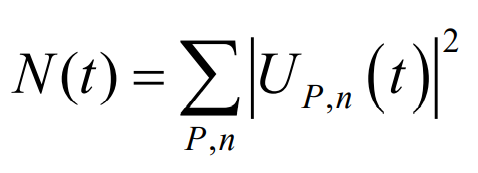 N(t) = ∑_{P,n} |U_{P,n}(t)|²